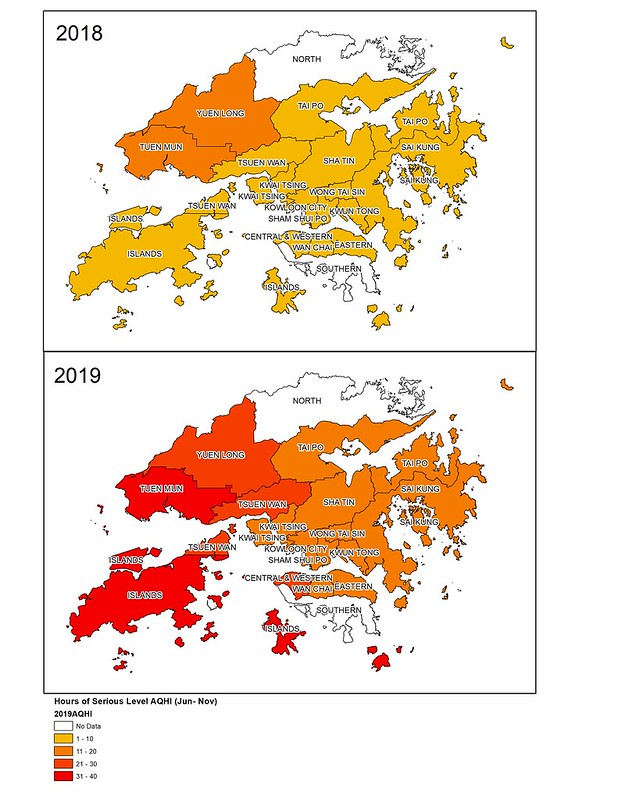 2018
NORTH
YUEN LONG
TAI PO
TAI PO
TUEN MUN
SAI KUNG
TSUEN WAN
SHA TIN
SAI KUNG
KWAI TSING
WONG TAI SIN
KWAI TSING
TSUEN WAN
KOWLOON CITY
KWUN TONG
ISLANDS
SHAM SHUI PO
CENTRAL & WESTERN
WAN CHAI
EASTERN
ISLANDS
SOUTHERN
ISLANDS
2019
NORTH
YUEN LONG
TAI PO
TAI PO
TUEN MUN
SAI KUNG
TSUEN WAN
SHA TIN
SAI KUNG
KWAI TSING
WONG TAI SIN
KWAI TSING
TSUEN WAN
KOWLOON CITY
KWUN TONG
ISLANDS
SHAM SHUI PO
CENTRAL & WESTERN
WAN CHAI
EASTERN
ISLANDS
SOUTHERN
ISLANDS
Hours of Serious Level AQHI (Jun- Nov)
2019AQHI
No Data
1 - 10
11 - 20
21 - 30
31 - 40